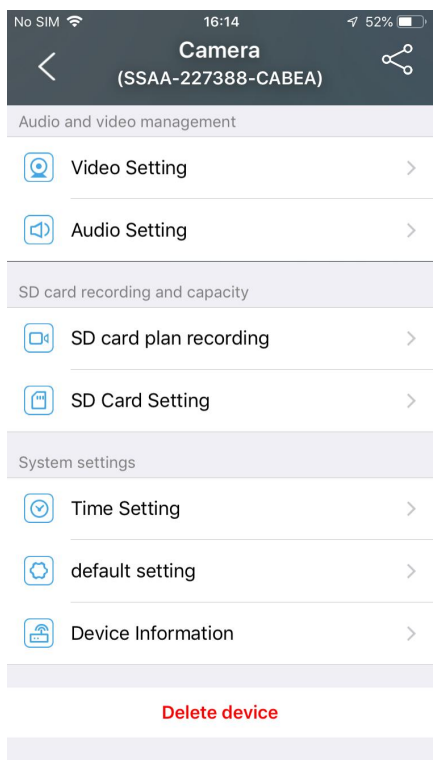 No SIM 16:14 52%
Camera
(SSAA-227388-CABEA)
Audio and video management
Video Setting
Audio Setting
SD card recording and capacity
SD card plan recording
SD Card Setting
System settings
Time Setting
default setting
Device Information
Delete device